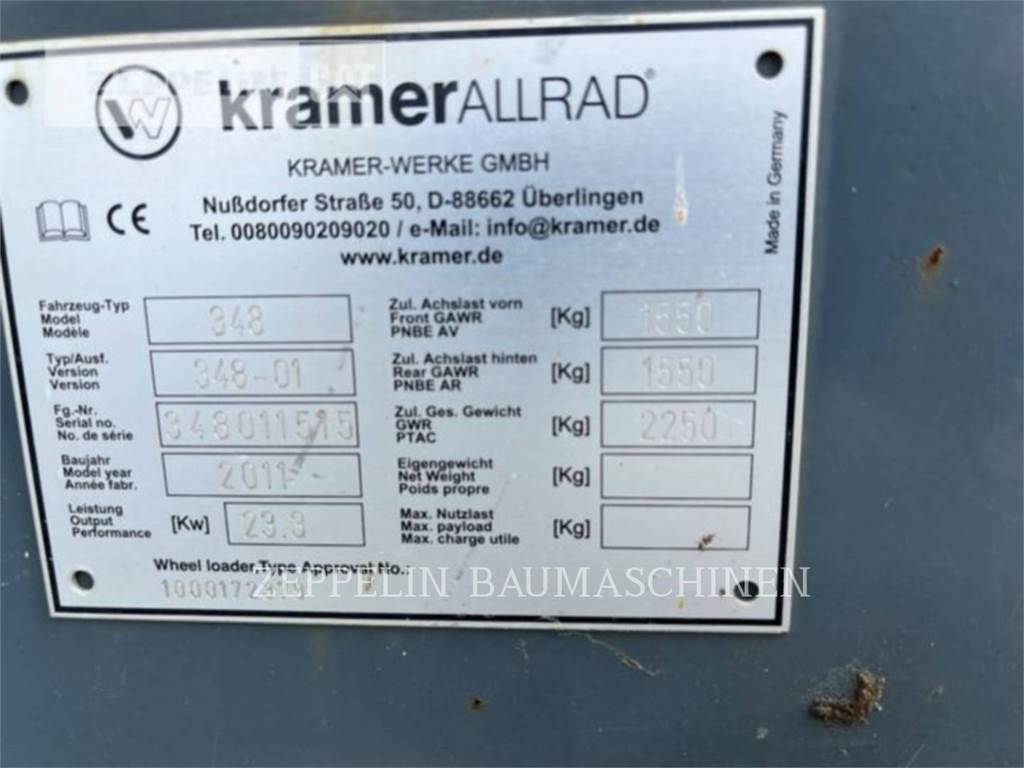 W kramerALLRAD®
KRAMER-WERKE GMBH
Nußdorfer Straße 50, D-88662 Überlingen
Tel. 0080090209020 / e-Mail: info@kramer.de
www.kramer.de
Made in Germany
CE
Fahrzeug-Typ
Model
Modèle
348
Typ/Ausf.
Version
Version
348-01
Fg.-Nr.
Serial no.
No. de série
348011515
Baujahr
Model year
Année fabr.
2011
Leistung
Output
Performance
[Kw]
23.3
Zul. Achslast vorn
Front GAWR
PNBE AV
[Kg]
1550
Zul. Achslast hinten
Rear GAWR
PNBE AR
[Kg]
1550
Zul. Ges. Gewicht
GWR
PTAC
[Kg]
2250
Eigengewicht
Net Weight
Poids propre
[Kg]
Max. Nutzlast
Max. payload
Max. charge utile
[Kg]
Wheel loader,Type Approval No.:
ZEPPELIN BAUMASCHINEN